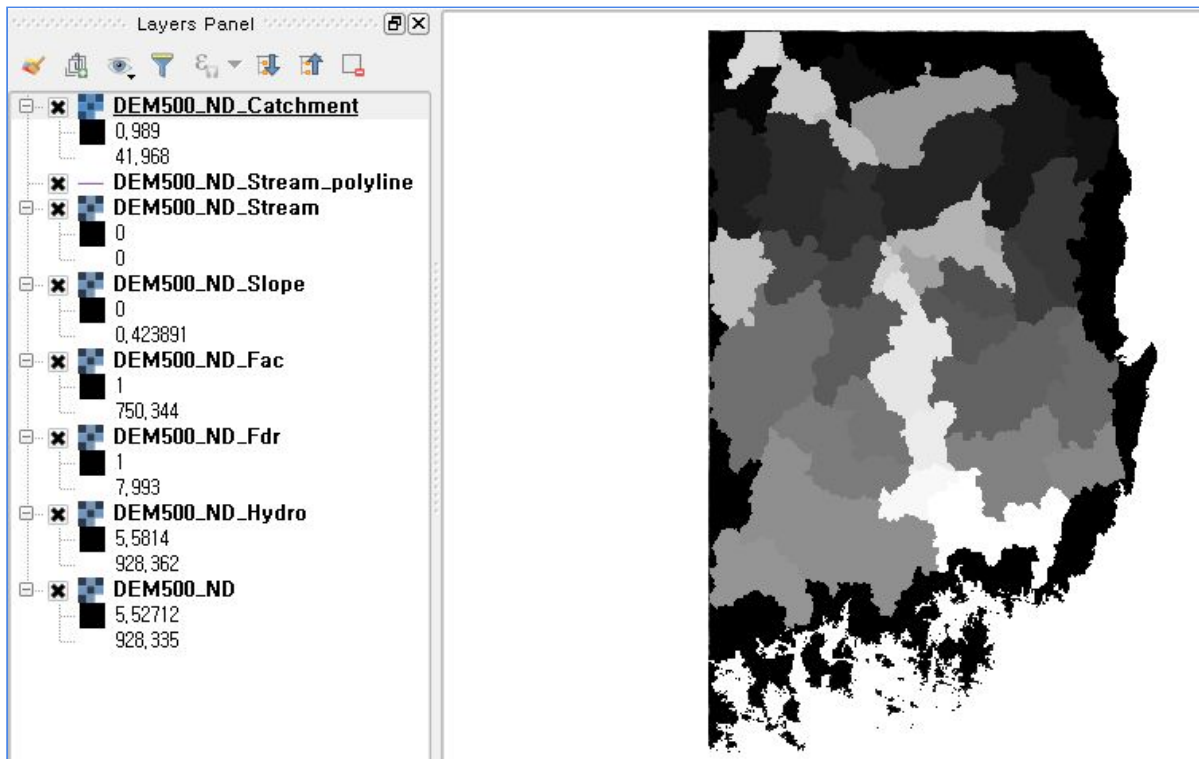 Layers Panel
DEM500_ND_Catchment
0,989
41,968
DEM500_ND_Stream_polyline
DEM500_ND_Stream
0
0
DEM500_ND_Slope
0
0,423891
DEM500_ND_Fac
1
750,344
DEM500_ND_Fdr
1
7,993
DEM500_ND_Hydro
5,5814
928,362
DEM500_ND
5,52712
928,335